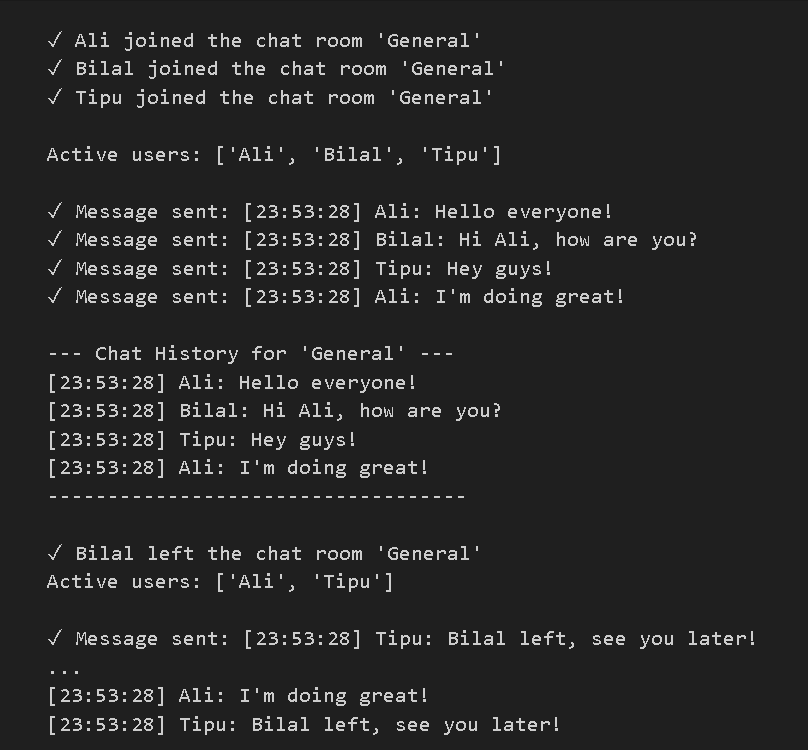 ✓ Ali joined the chat room 'General'
✓ Bilal joined the chat room 'General'
✓ Tipu joined the chat room 'General'
Active users: ['Ali', 'Bilal', 'Tipu']
✓ Message sent: [23:53:28] Ali: Hello everyone!
✓ Message sent: [23:53:28] Bilal: Hi Ali, how are you?
✓ Message sent: [23:53:28] Tipu: Hey guys!
✓ Message sent: [23:53:28] Ali: I'm doing great!
--- Chat History for 'General' ---
[23:53:28] Ali: Hello everyone!
[23:53:28] Bilal: Hi Ali, how are you?
[23:53:28] Tipu: Hey guys!
[23:53:28] Ali: I'm doing great!
-----------------------------------
✓ Bilal left the chat room 'General'
Active users: ['Ali', 'Tipu']
✓ Message sent: [23:53:28] Tipu: Bilal left, see you later!
...
[23:53:28] Ali: I'm doing great!
[23:53:28] Tipu: Bilal left, see you later!